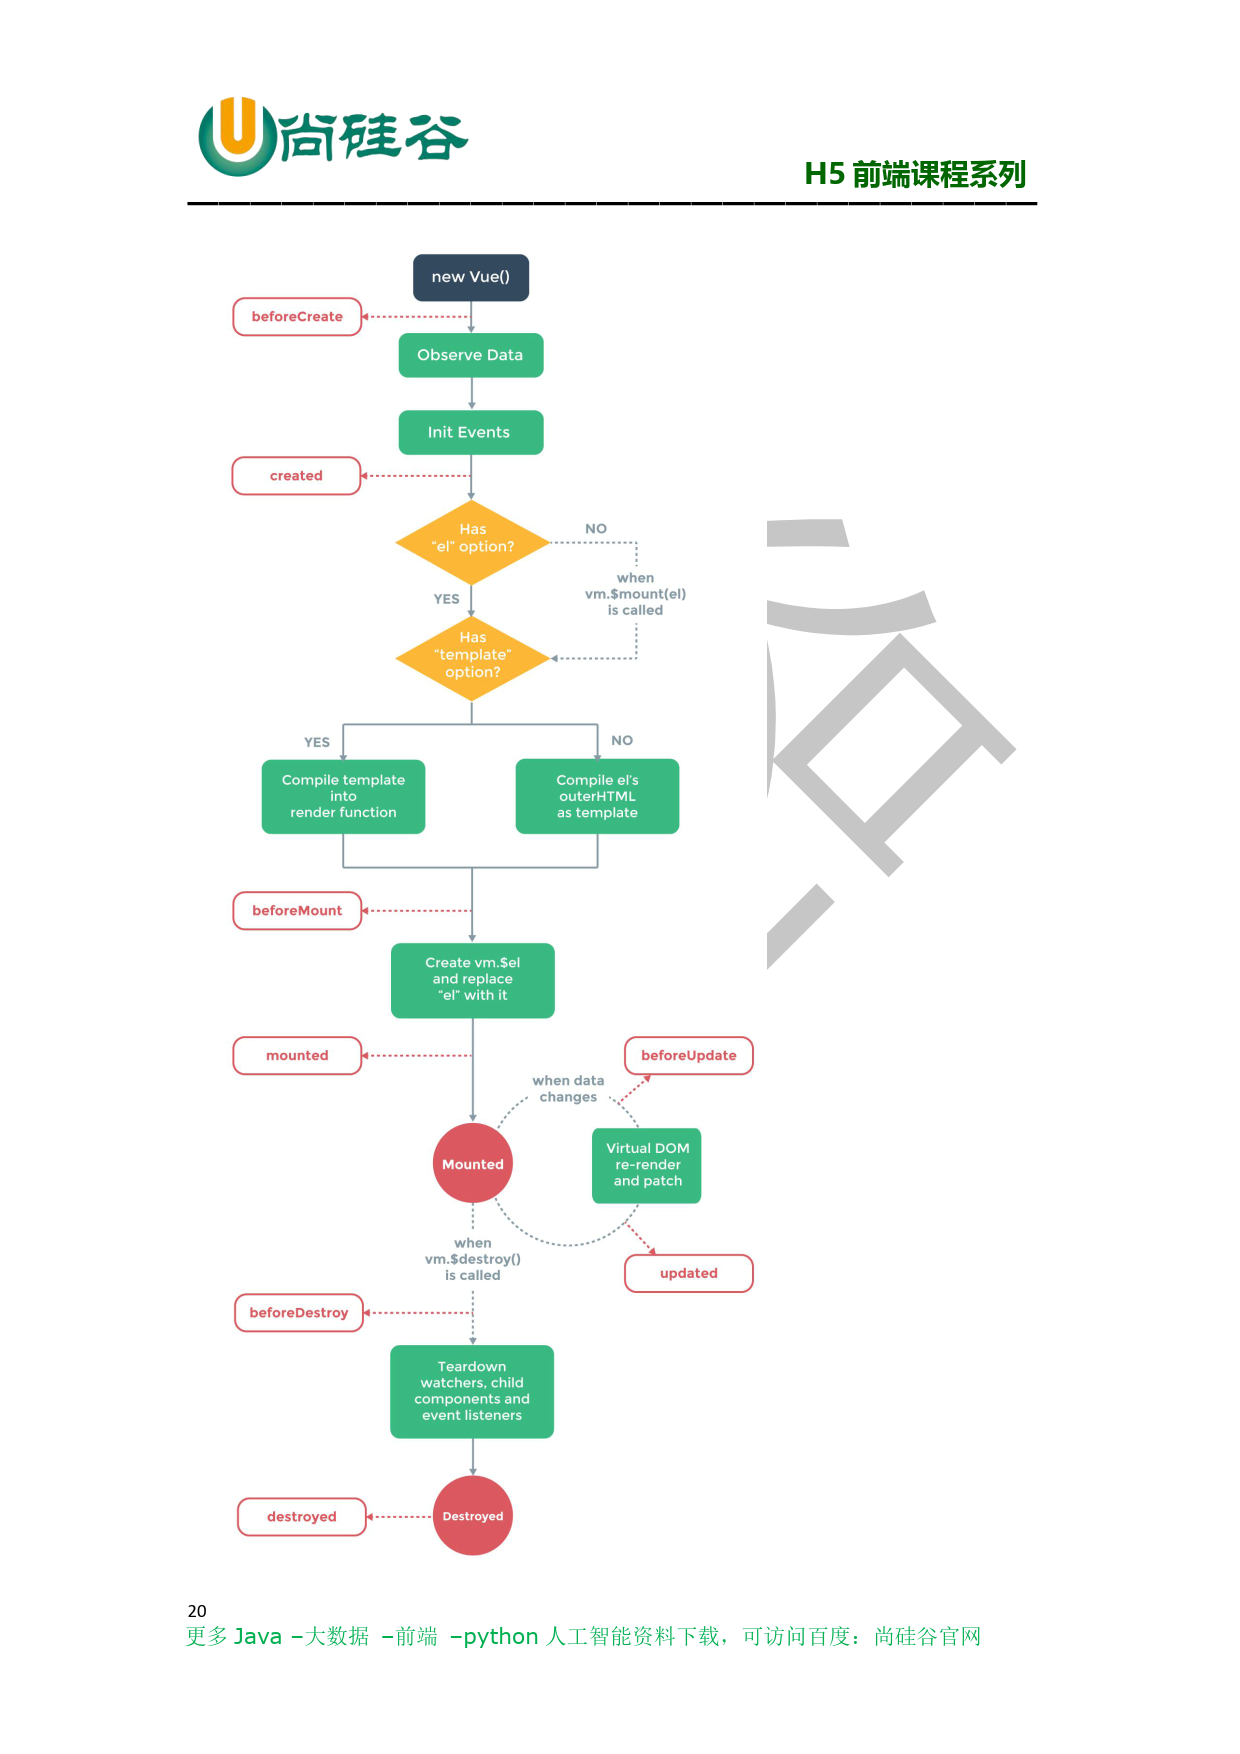 尚硅谷
H5 前端课程系列
new Vue()
beforeCreate
Observe Data
Init Events
created
Has
"el" option?
NO
when
vm.$mount(el)
is called
YES
Has
"template"
option?
YES
NO
Compile template
into
render function
Compile el's
outerHTML
as template
beforeMount
Create vm.$el
and replace
"el" with it
mounted
beforeUpdate
when data
changes
Mounted
Virtual DOM
re-render
and patch
when
vm.$destroy()
is called
updated
beforeDestroy
Teardown
watchers, child
components and
event listeners
destroyed
Destroyed
20
更多 Java –大数据 –前端 –python 人工智能资料下载，可访问百度：尚硅谷官网